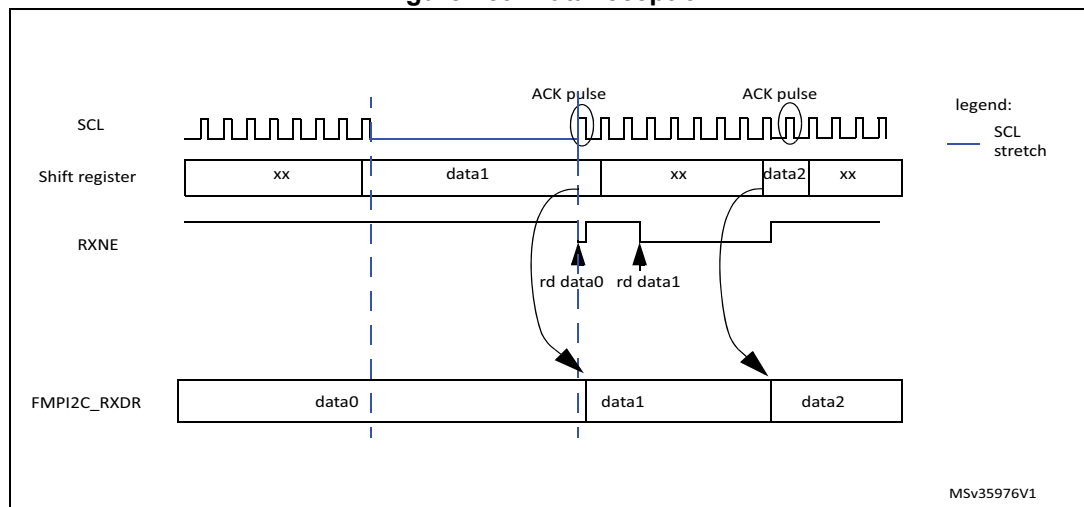 ACK pulse ACK pulse
legend:
SCL
SCL
stretch
Shift register xx data1 xx data2 xx
RXNE
rd data0 rd data1
FMPI2C_RXDR data0 data1 data2
MSv35976V1